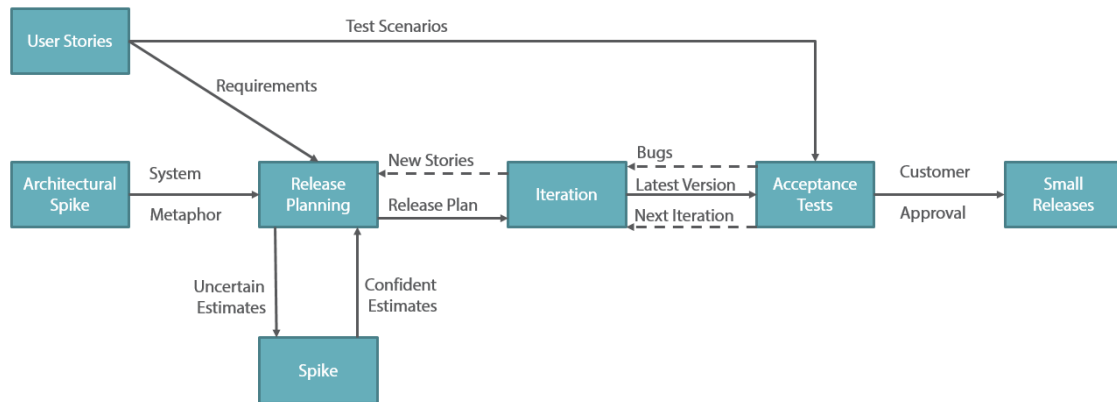 Test Scenarios
User Stories
Requirements
New Stories
Bugs
System
Customer
Architectural
Spike
Release
Planning
Iteration
Latest Version
Acceptance
Tests
Small
Releases
Metaphor
Release Plan
Next Iteration
Approval
Uncertain
Estimates
Confident
Estimates
Spike